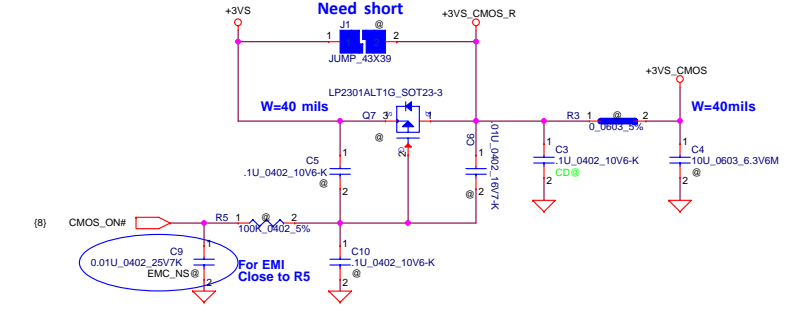 Need short
+3VS
+3VS_CMOS_R
J1
@
1
2
JUMP_43X39
+3VS_CMOS
LP2301ALT1G_SOT23-3
W=40 mils
W=40mils
Q7
3
1
@
2
R3
1
@
2
0_0603_5%
C5
.1U_0402_10V6-K
@
1
2
C6
.01U_0402_16V7-K
@
1
2
C3
.1U_0402_10V6-K
CD@
1
2
C4
10U_0603_6.3V6M
@
1
2
{8}
CMOS_ON#
R5
1
@
2
100K_0402_5%
C9
0.01U_0402_25V7K
EMC_NS@
1
2
For EMI
Close to R5
C10
.1U_0402_10V6-K
@
1
2